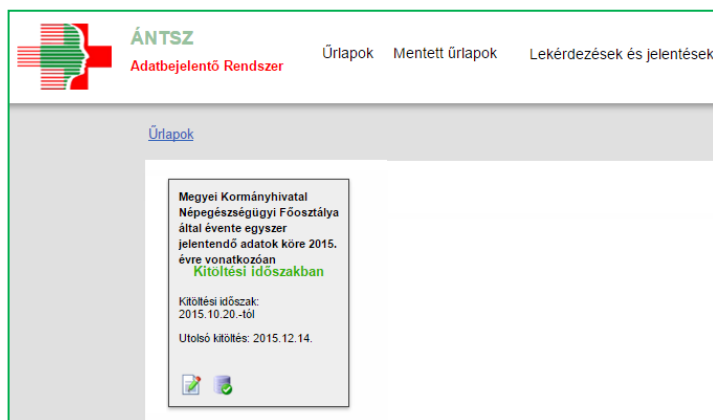 ÁNTSZ
Adatbejelentő Rendszer
Űrlapok Mentett űrlapok Lekérdezések és jelentések
Űrlapok
Megyei Kormányhivatal
Népegészségügyi Főosztálya
által évente egyszer
jelentendő adatok köre 2015.
évre vonatkozóan
Kitöltési időszakban
Kitöltési időszak:
2015.10.20.-tól
Utolsó kitöltés: 2015.12.14.